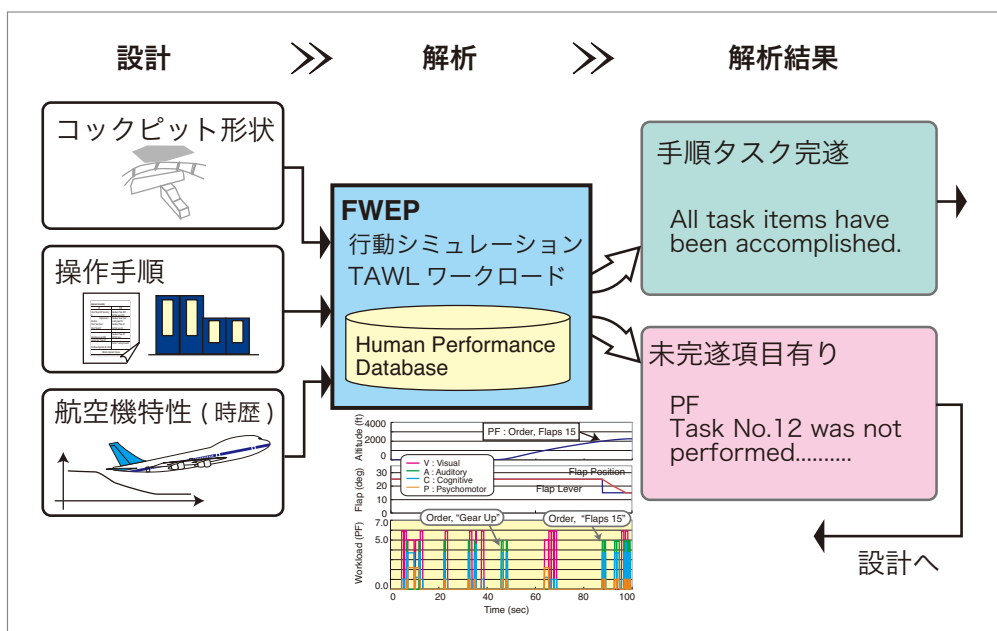 設計
解析
解析結果
コックピット形状
操作手順
航空機特性 ( 時歴 )
FWEP
行動シミュレーション
TAWL ワークロード
Human Performance
Database
手順タスク完遂
All task items have
been accomplished.
未完遂項目有り
PF
Task No.12 was not
performed..........
設計へ
Altitude (ft)
4000
2000
0
PF : Order, Flaps 15
Flap (deg)
30
20
10
0
V : Visual
A : Auditory
C : Cognitive
P : Psychomotor
Flap Position
Flap Lever
Workload (PF)
7.0
5.0
0.0
Order, “Gear Up”
Order, “Flaps 15”
0 20 40 60 80 100
Time (sec)